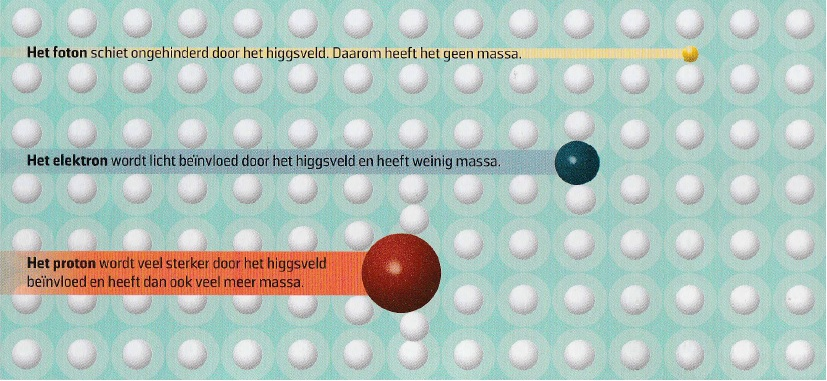 Het foton schiet ongehinderd door het higgsveld. Daarom heeft het geen massa.
Het elektron wordt licht beïnvloed door het higgsveld en heeft weinig massa.
Het proton wordt veel sterker door het higgsveld
beïnvloed en heeft dan ook veel meer massa.